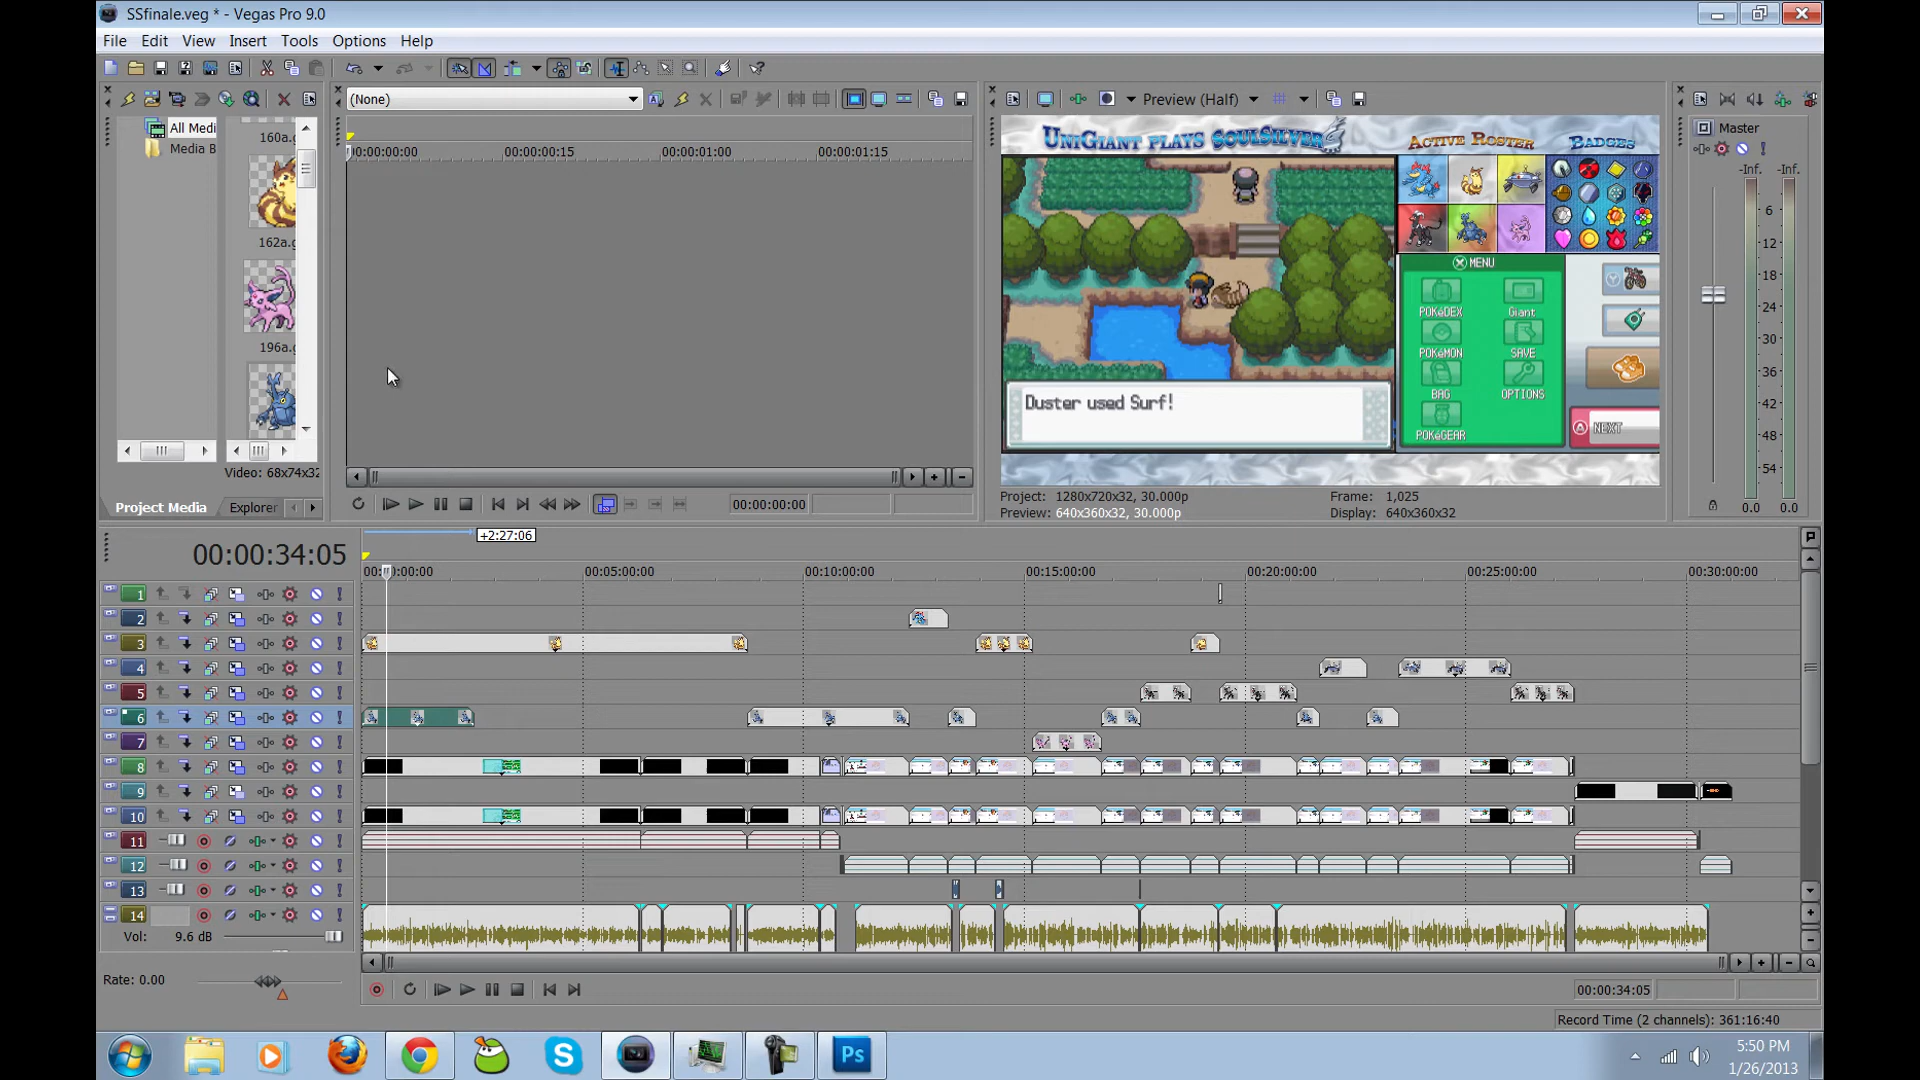 SSfinale.veg * - Vegas Pro 9.0
File Edit View Insert Tools Options Help
(None)
Preview (Half)
All Medi
Media B
160a.g
162a.g
196a.g
Video: 68x74x32
Project Media Explorer
00:00:00:00 00:00:00:15 00:00:01:00 00:00:01:15
00:00:00:00
UniGiant plays SoulSilver
Active Roster
Badges
MENU
POKéDEX Giant
POKéMON SAVE
BAG OPTIONS
POKéGEAR
NEXT
Duster used Surf!
Project: 1280x720x32, 30.000p
Preview: 640x360x32, 30.000p
Frame: 1,025
Display: 640x360x32
Master
-Inf. -Inf.
6
12
18
24
30
36
42
48
54
0.0 0.0
+2:27:06
00:00:34:05
00:00:00:00 00:05:00:00 00:10:00:00 00:15:00:00 00:20:00:00 00:25:00:00 00:30:00:00
1
2
3
4
5
6
7
8
9
10
11
12
13
14
Vol: 9.6 dB
Rate: 0.00
00:00:34:05
Record Time (2 channels): 361:16:40
S
Ps
5:50 PM
1/26/2013